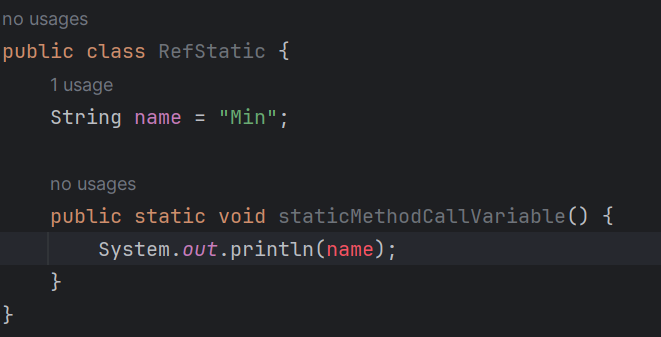 no usages
public class RefStatic {
1 usage
String name = "Min";
no usages
public static void staticMethodCallVariable() {
System.out.println(name);
}
}